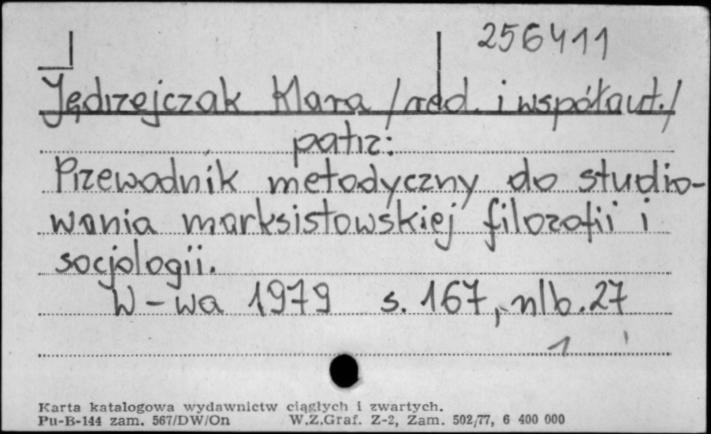 256411
Jędrzejczak Klara /red. i współaut./
patrz:
Przewodnik metodyczny do studio-
wania marksistowskiej filozofii i
socjologii.
W-wa 1979 s. 167, nlb. 27
1
Karta katalogowa wydawnictw ciągłych i zwartych.
Pu-B-144 zam. 567/DW/On W.Z.Graf. Z-2, Zam. 502/77, 6 400 000